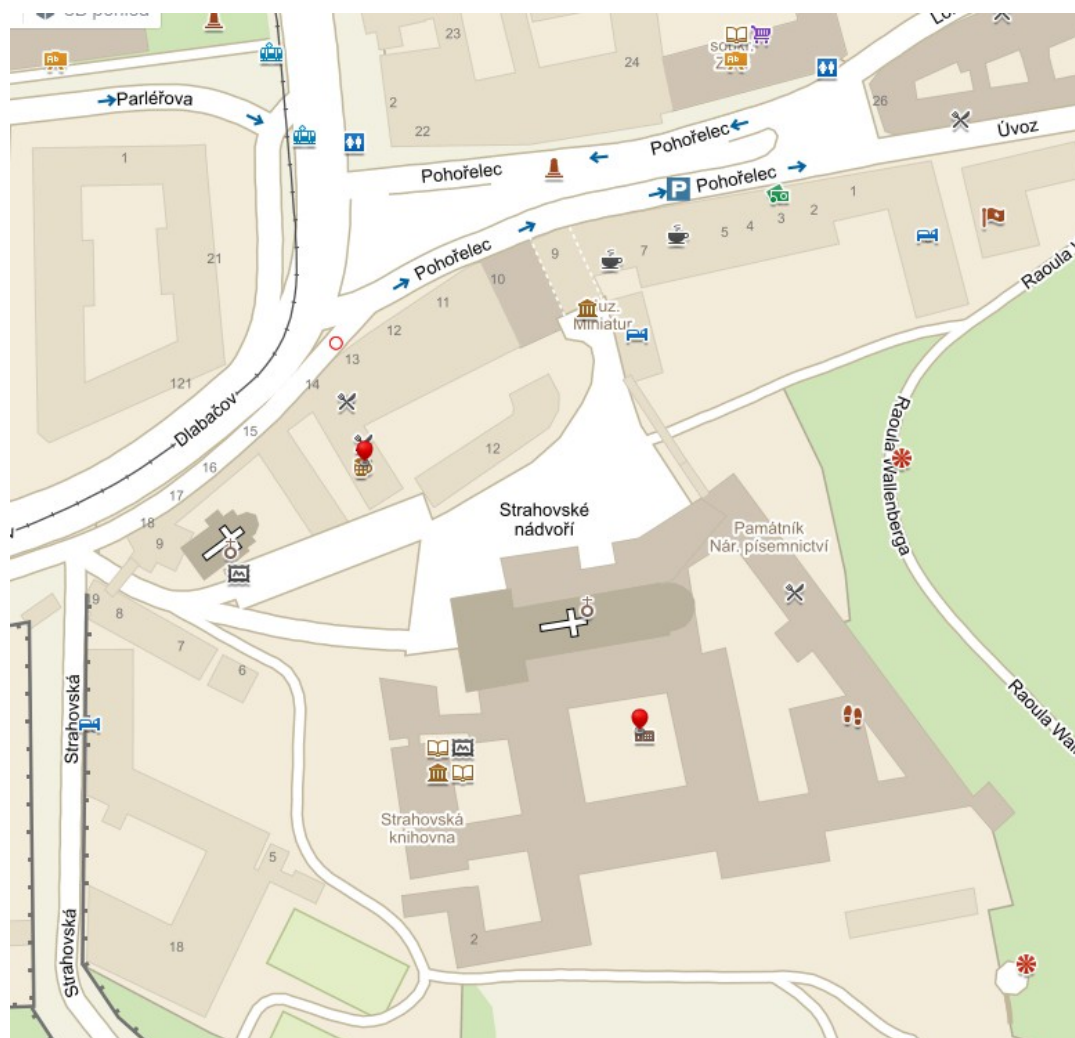 23
24
2
22
26
Parléřova
Úvoz
Pohořelec
Pohořelec
Pohořelec
Pohořelec
P
1
21
121
1
2
3
4
5
7
9
10
11
12
13
14
15
16
17
18
9
12
Miniatur
Raoula
Dlabačov
Strahovské
nádvoří
Památník
Nár. písemnictví
Raoula Wallenberga
9
8
7
6
Strahovská
Strahovská
Strahovská
knihovna
Raoula
5
18
2